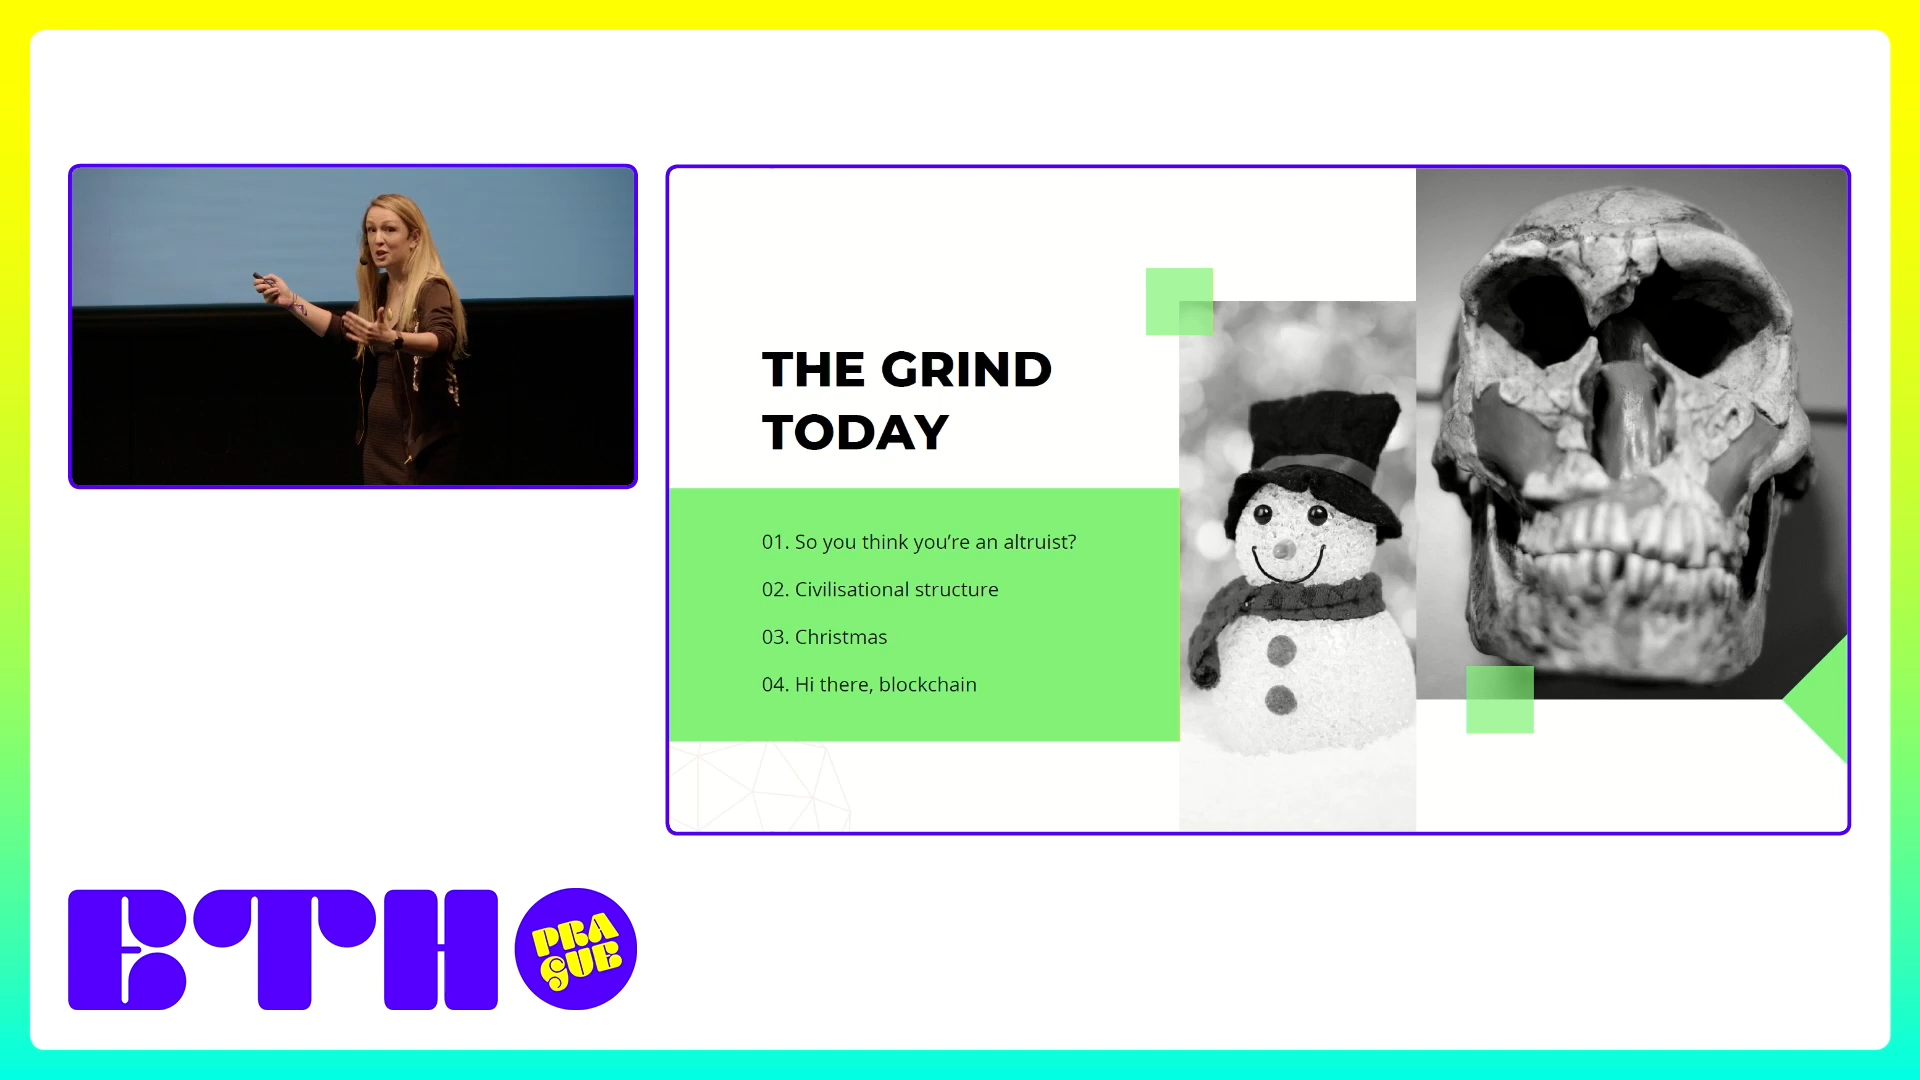 THE GRIND
TODAY
01. So you think you’re an altruist?
02. Civilisational structure
03. Christmas
04. Hi there, blockchain
ETH
PRA
GUE